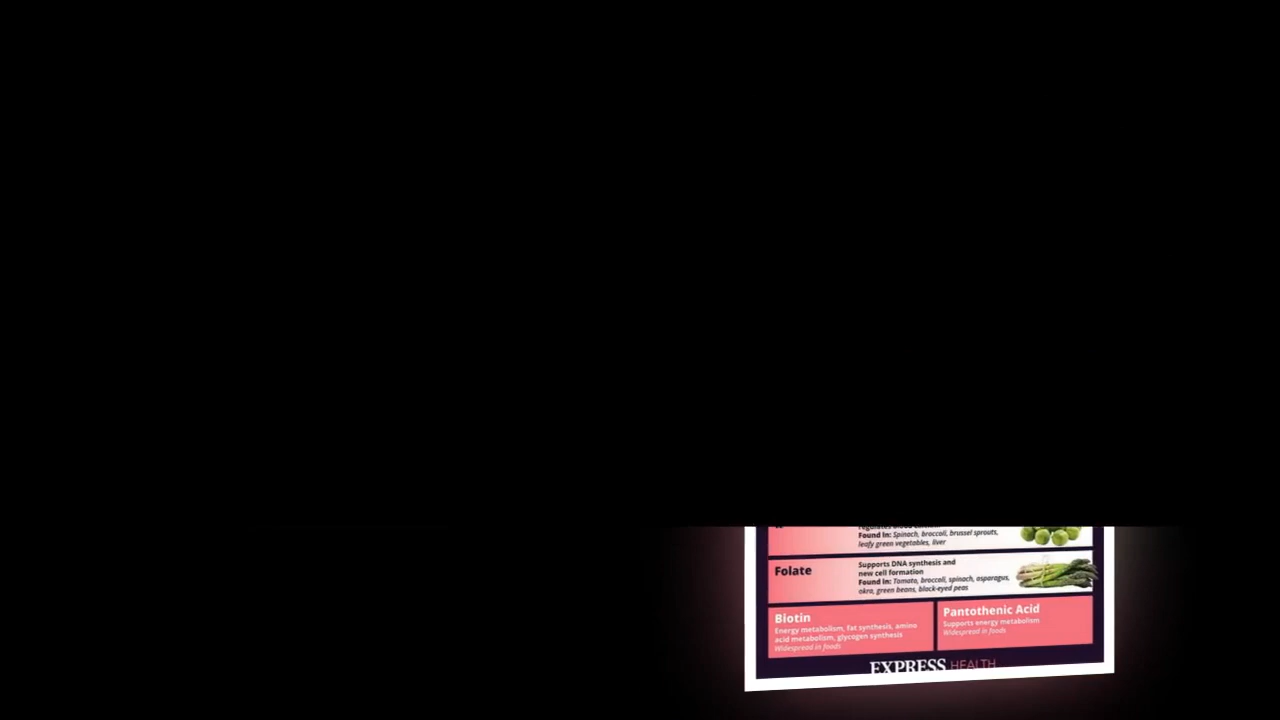 Found In: Spinach, broccoli, brussel sprouts,
leafy green vegetables, liver
Folate
Supports DNA synthesis and
new cell formation
Found In: Tomato, broccoli, spinach, asparagus,
okra, green beans, black-eyed peas
Biotin
Energy metabolism, fat synthesis, amino
acid metabolism, glycogen synthesis
Widespread in foods
Pantothenic Acid
Supports energy metabolism
Widespread in foods
EXPRESS HEALTH